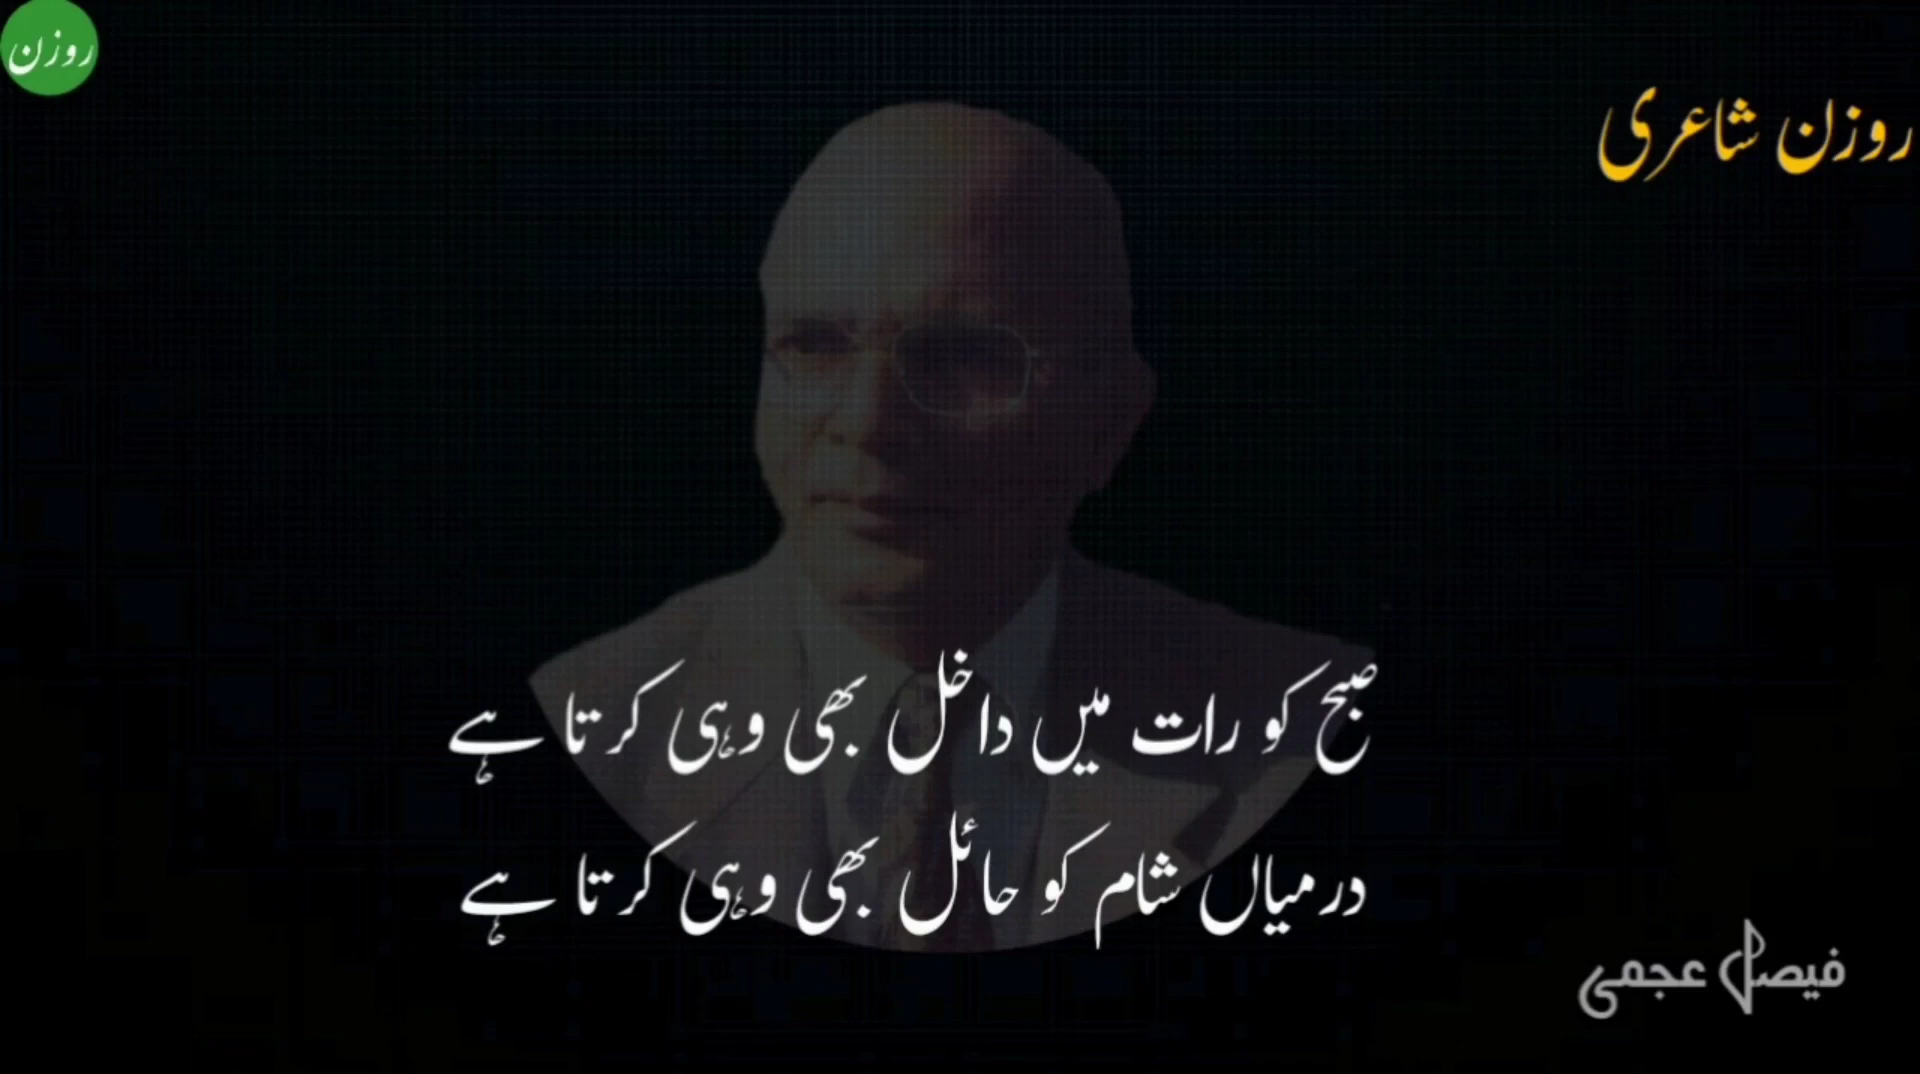 روزن
روزن شاعری
صبح کو رات میں داخل بھی وہی کرتا ہے
درمیاں شام کو حائل بھی وہی کرتا ہے
فیصل عجمی